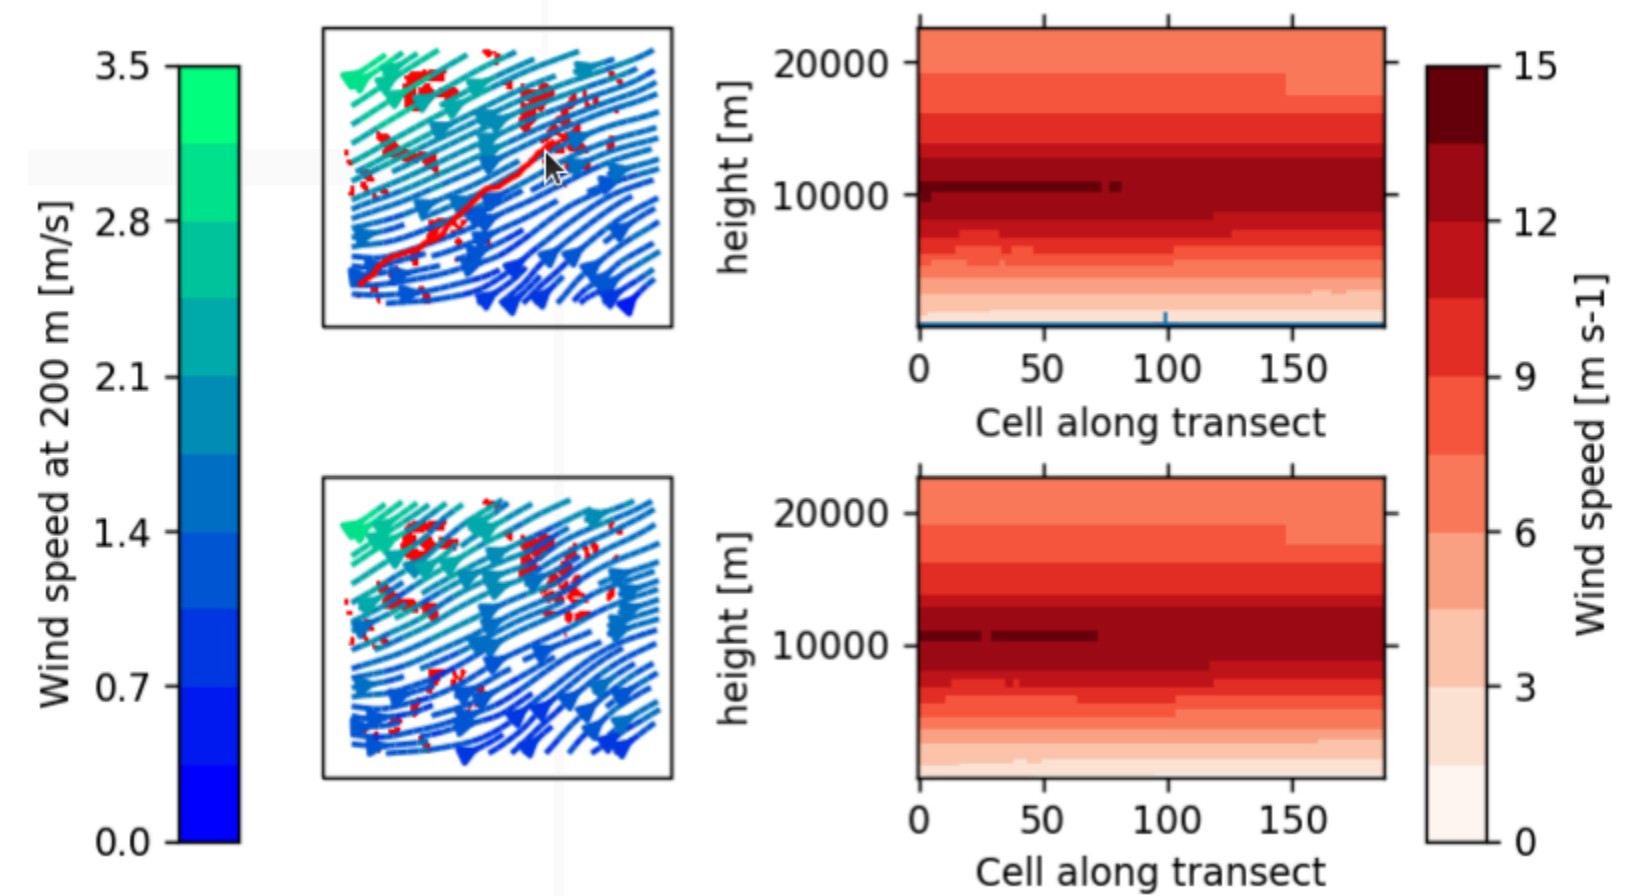 Wind speed at 200 m [m/s]
3.5
2.8
2.1
1.4
0.7
0.0
height [m]
20000
10000
0 50 100 150
Cell along transect
height [m]
20000
10000
0 50 100 150
Cell along transect
15
12
9
6
3
0
Wind speed [m s-1]